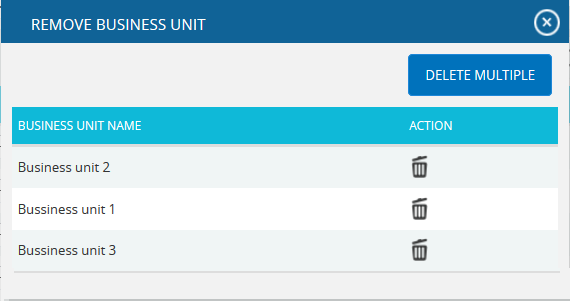 REMOVE BUSINESS UNIT
DELETE MULTIPLE
BUSINESS UNIT NAME ACTION
Business unit 2
Bussiness unit 1
Bussiness unit 3